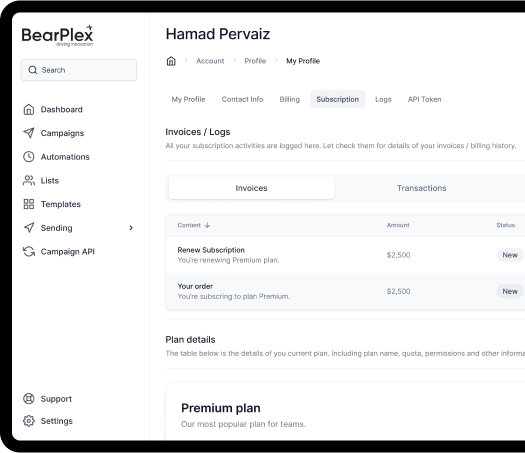 BearPlex
driving innovation
Search
Dashboard
Campaigns
Automations
Lists
Templates
Sending
Campaign API
Support
Settings
Hamad Pervaiz
Account > Profile > My Profile
My Profile Contact Info Billing Subscription Logs API Token
Invoices / Logs
All your subscription activities are logged here. Let check them for details of your invoices / billing history.
Invoices Transactions
Content ↓ Amount Status
Renew Subscription
You're renewing Premium plan. $2,500 New
Your order
You're subscring to plan Premium. $2,500 New
Plan details
The table below is the details of you current plan. Including plan name, quota, permissions and other informa
Premium plan
Our most popular plan for teams.